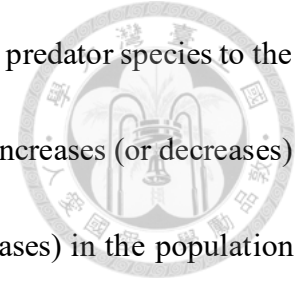 predator species to the
ncreases (or decreases)
ases) in the population